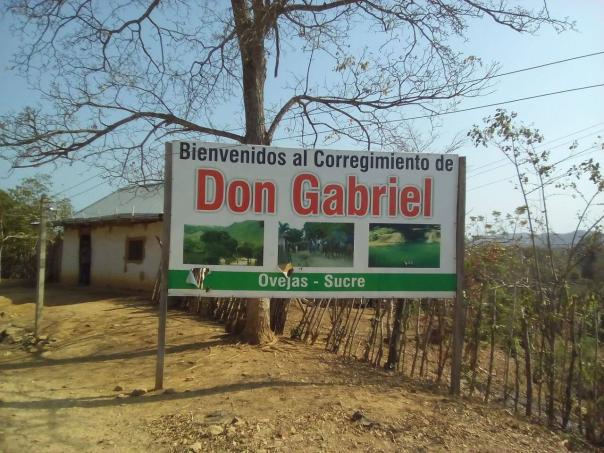 Bienvenidos al Corregimiento de
Don Gabriel
Ovejas - Sucre